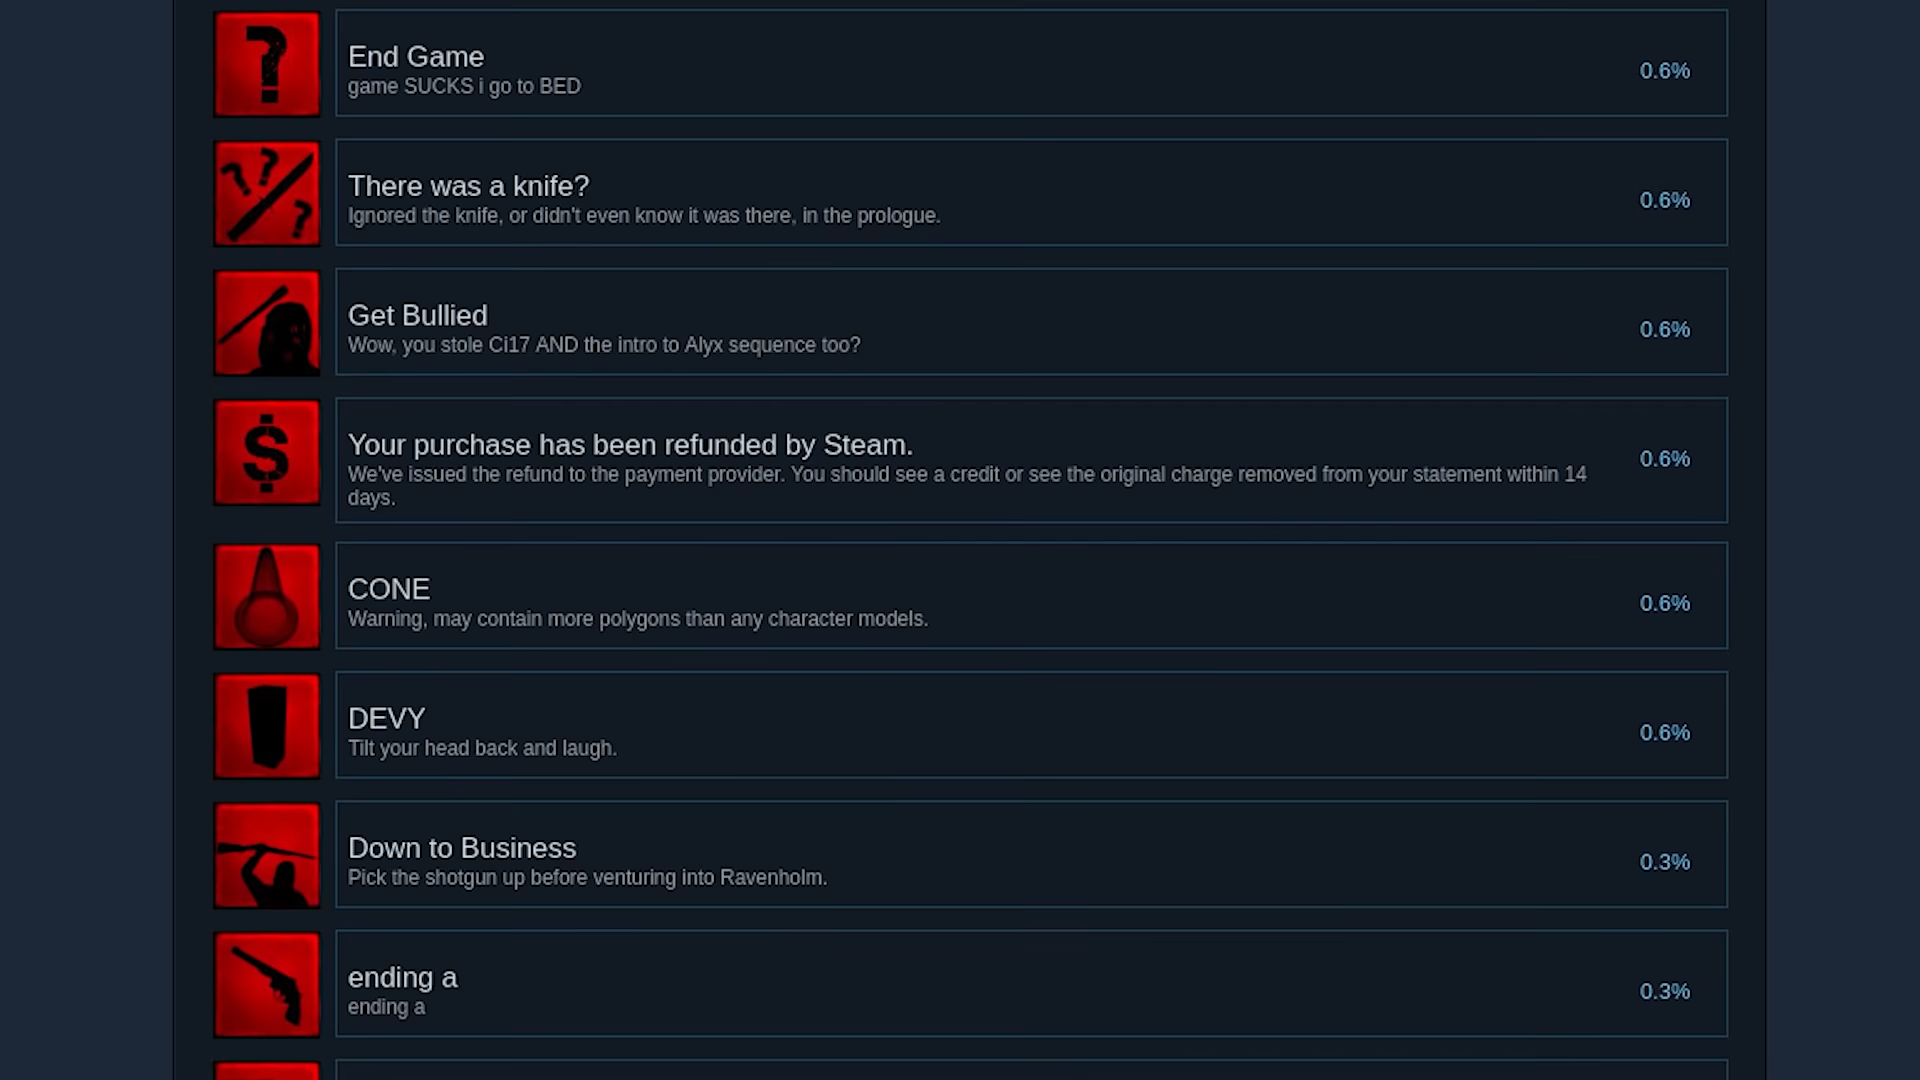 End Game
game SUCKS i go to BED
0.6%
There was a knife?
Ignored the knife, or didn't even know it was there, in the prologue.
0.6%
Get Bullied
Wow, you stole Ci17 AND the intro to Alyx sequence too?
0.6%
Your purchase has been refunded by Steam.
We've issued the refund to the payment provider. You should see a credit or see the original charge removed from your statement within 14
days.
0.6%
CONE
Warning, may contain more polygons than any character models.
0.6%
DEVY
Tilt your head back and laugh.
0.6%
Down to Business
Pick the shotgun up before venturing into Ravenholm.
0.3%
ending a
ending a
0.3%